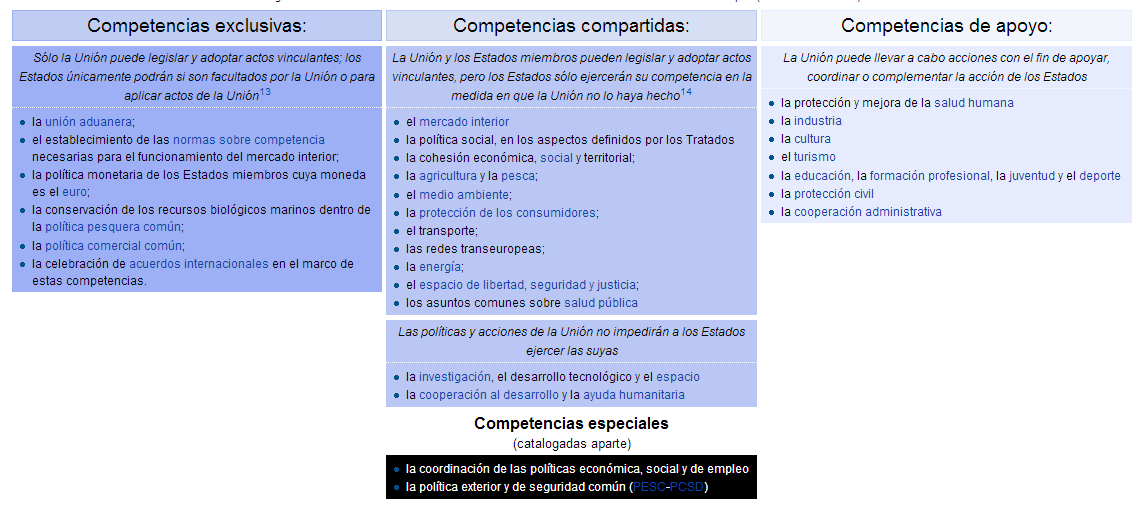 Competencias exclusivas:
Sólo la Unión puede legislar y adoptar actos vinculantes; los
Estados únicamente podrán si son facultados por la Unión o para
aplicar actos de la Unión13
la unión aduanera;
el establecimiento de las normas sobre competencia
necesarias para el funcionamiento del mercado interior;
la política monetaria de los Estados miembros cuya moneda
es el euro;
la conservación de los recursos biológicos marinos dentro de
la política pesquera común;
la política comercial común;
la celebración de acuerdos internacionales en el marco de
estas competencias.
Competencias compartidas:
La Unión y los Estados miembros pueden legislar y adoptar actos
vinculantes, pero los Estados sólo ejercerán su competencia en la
medida en que la Unión no lo haya hecho14
el mercado interior
la política social, en los aspectos definidos por los Tratados
la cohesión económica, social y territorial;
la agricultura y la pesca;
el medio ambiente;
la protección de los consumidores;
el transporte;
las redes transeuropeas;
la energía;
el espacio de libertad, seguridad y justicia;
los asuntos comunes sobre salud pública
Las políticas y acciones de la Unión no impedirán a los Estados
ejercer las suyas
la investigación, el desarrollo tecnológico y el espacio
la cooperación al desarrollo y la ayuda humanitaria
Competencias especiales
(catalogadas aparte)
la coordinación de las políticas económica, social y de empleo
la política exterior y de seguridad común (PESC-PCSD)
Competencias de apoyo:
La Unión puede llevar a cabo acciones con el fin de apoyar,
coordinar o complementar la acción de los Estados
la protección y mejora de la salud humana
la industria
la cultura
el turismo
la educación, la formación profesional, la juventud y el deporte
la protección civil
la cooperación administrativa